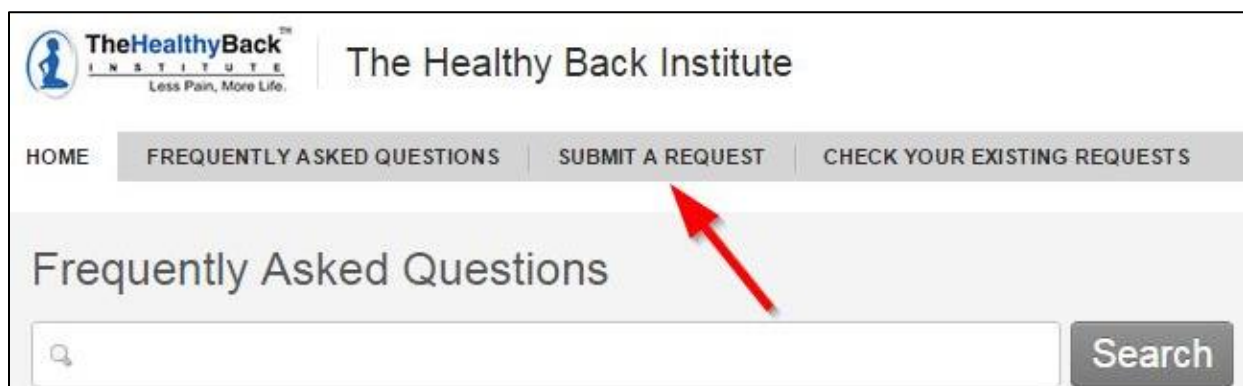 TheHealthyBack™
INSTITUTE
Less Pain, More Life.
The Healthy Back Institute
HOME FREQUENTLY ASKED QUESTIONS SUBMIT A REQUEST CHECK YOUR EXISTING REQUESTS
Frequently Asked Questions
Search